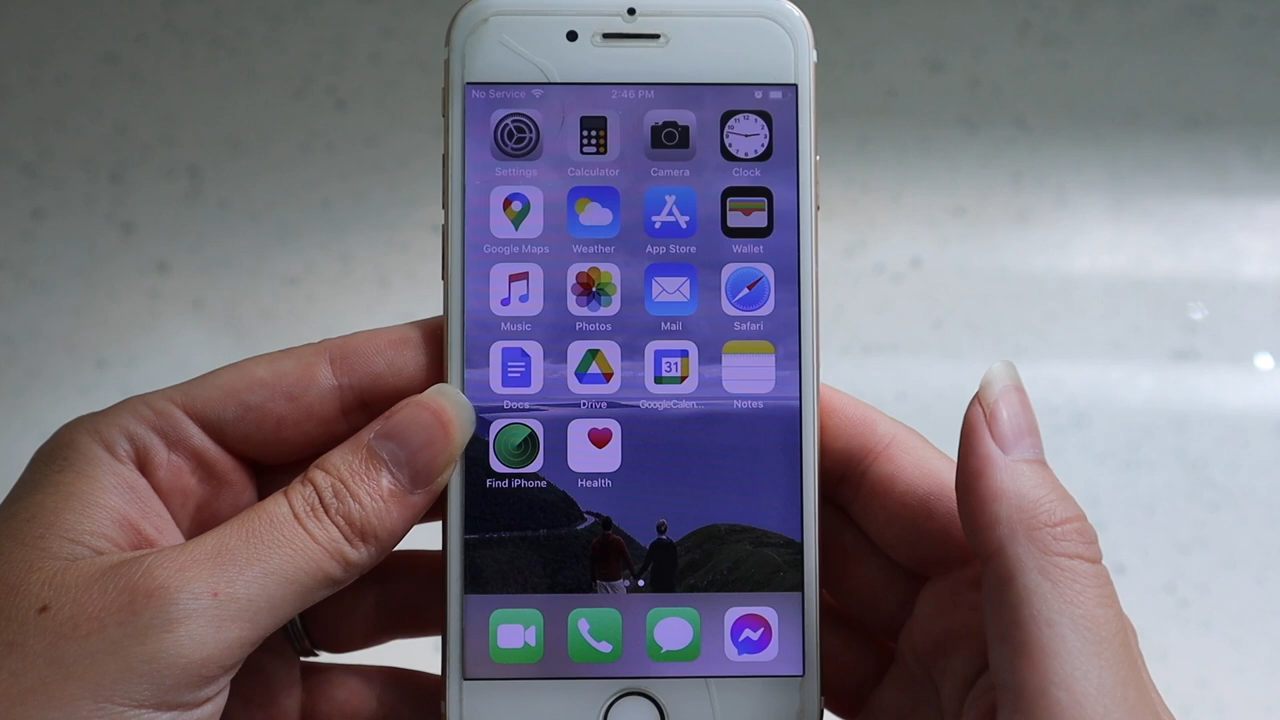 No Service 2:46 PM
Settings Calculator Camera Clock
Google Maps Weather App Store Wallet
Music Photos Mail Safari
31
Docs Drive GoogleCalen... Notes
Find iPhone Health